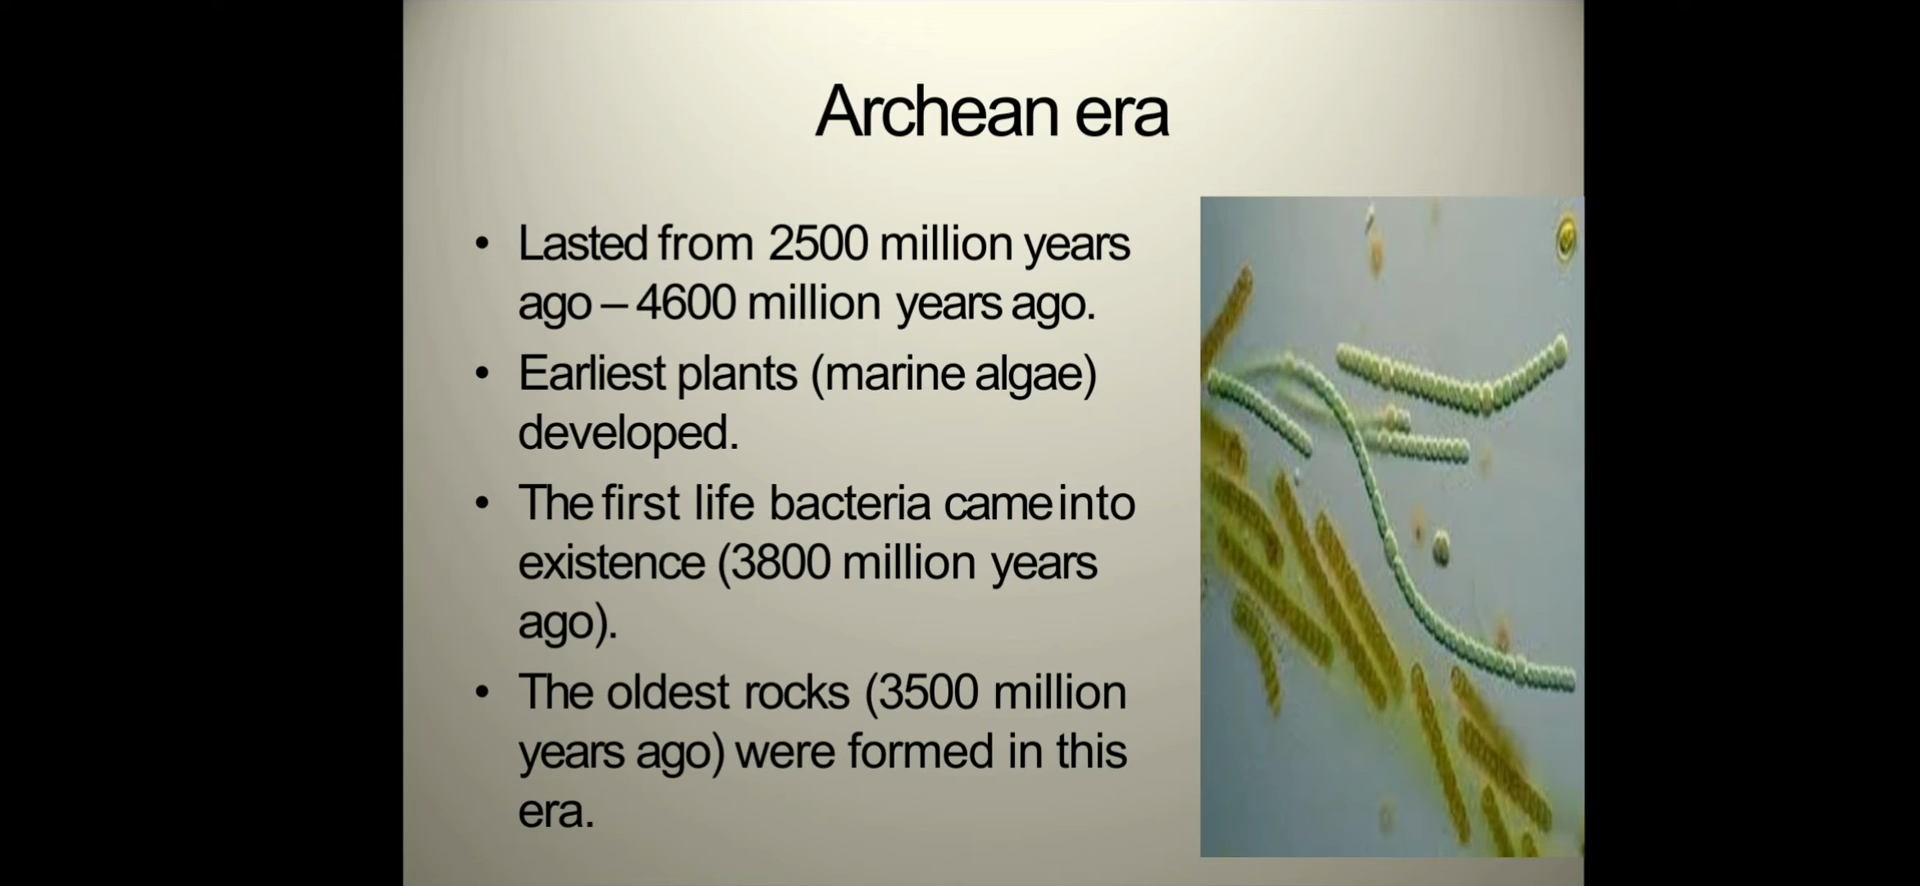 Archean era
• Lasted from 2500 million years
ago – 4600 million years ago.
• Earliest plants (marine algae)
developed.
• The first life bacteria came into
existence (3800 million years
ago).
• The oldest rocks (3500 million
years ago) were formed in this
era.